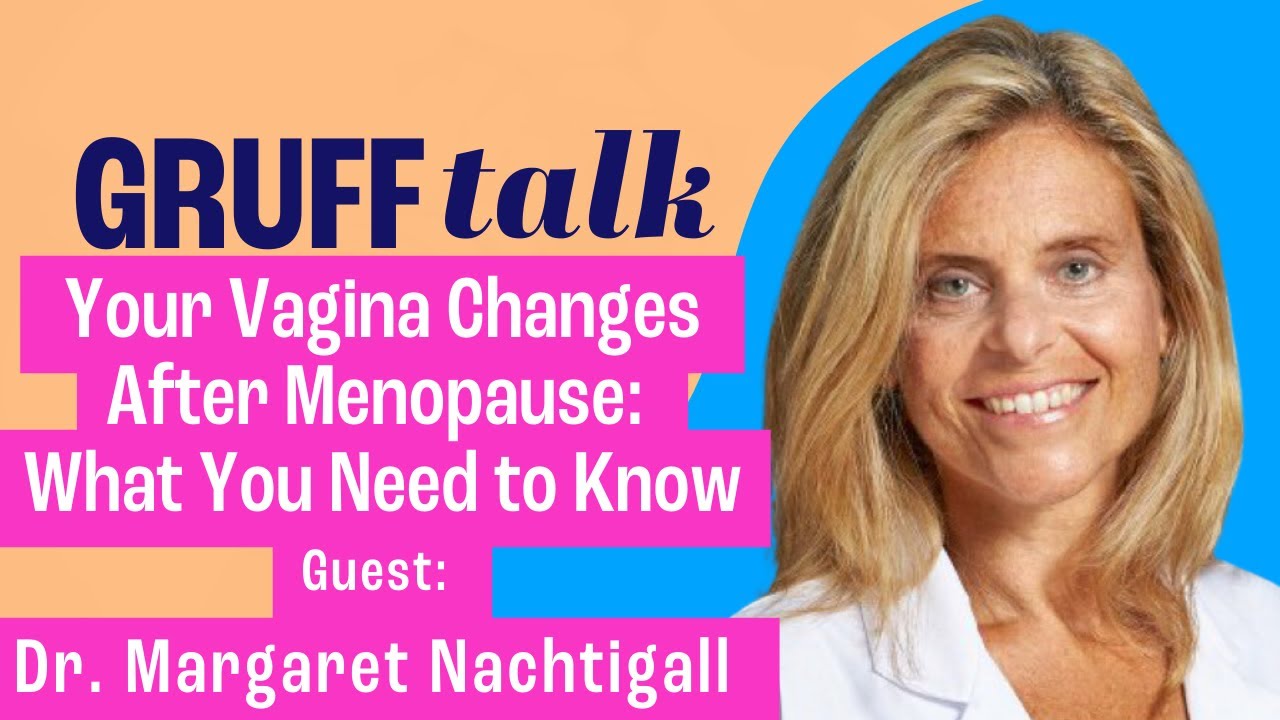 GRUFF talk
Your Vagina Changes
After Menopause:
What You Need to Know
Guest:
Dr. Margaret Nachtigall